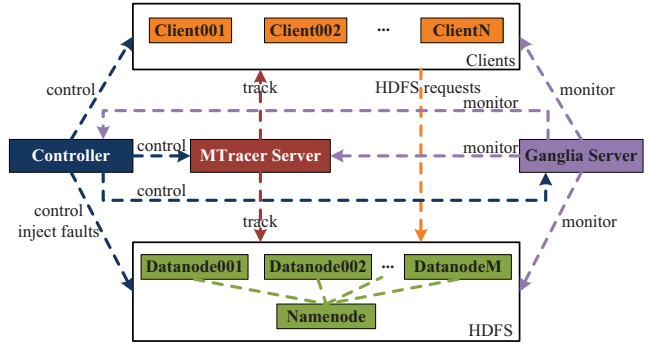 Client001 Client002 ... ClientN
Clients
control track HDFS requests monitor
monitor
Controller control MTracer Server monitor Ganglia Server
control
control
inject faults
track monitor
Datanode001 Datanode002 ... DatanodeM
Namenode
HDFS